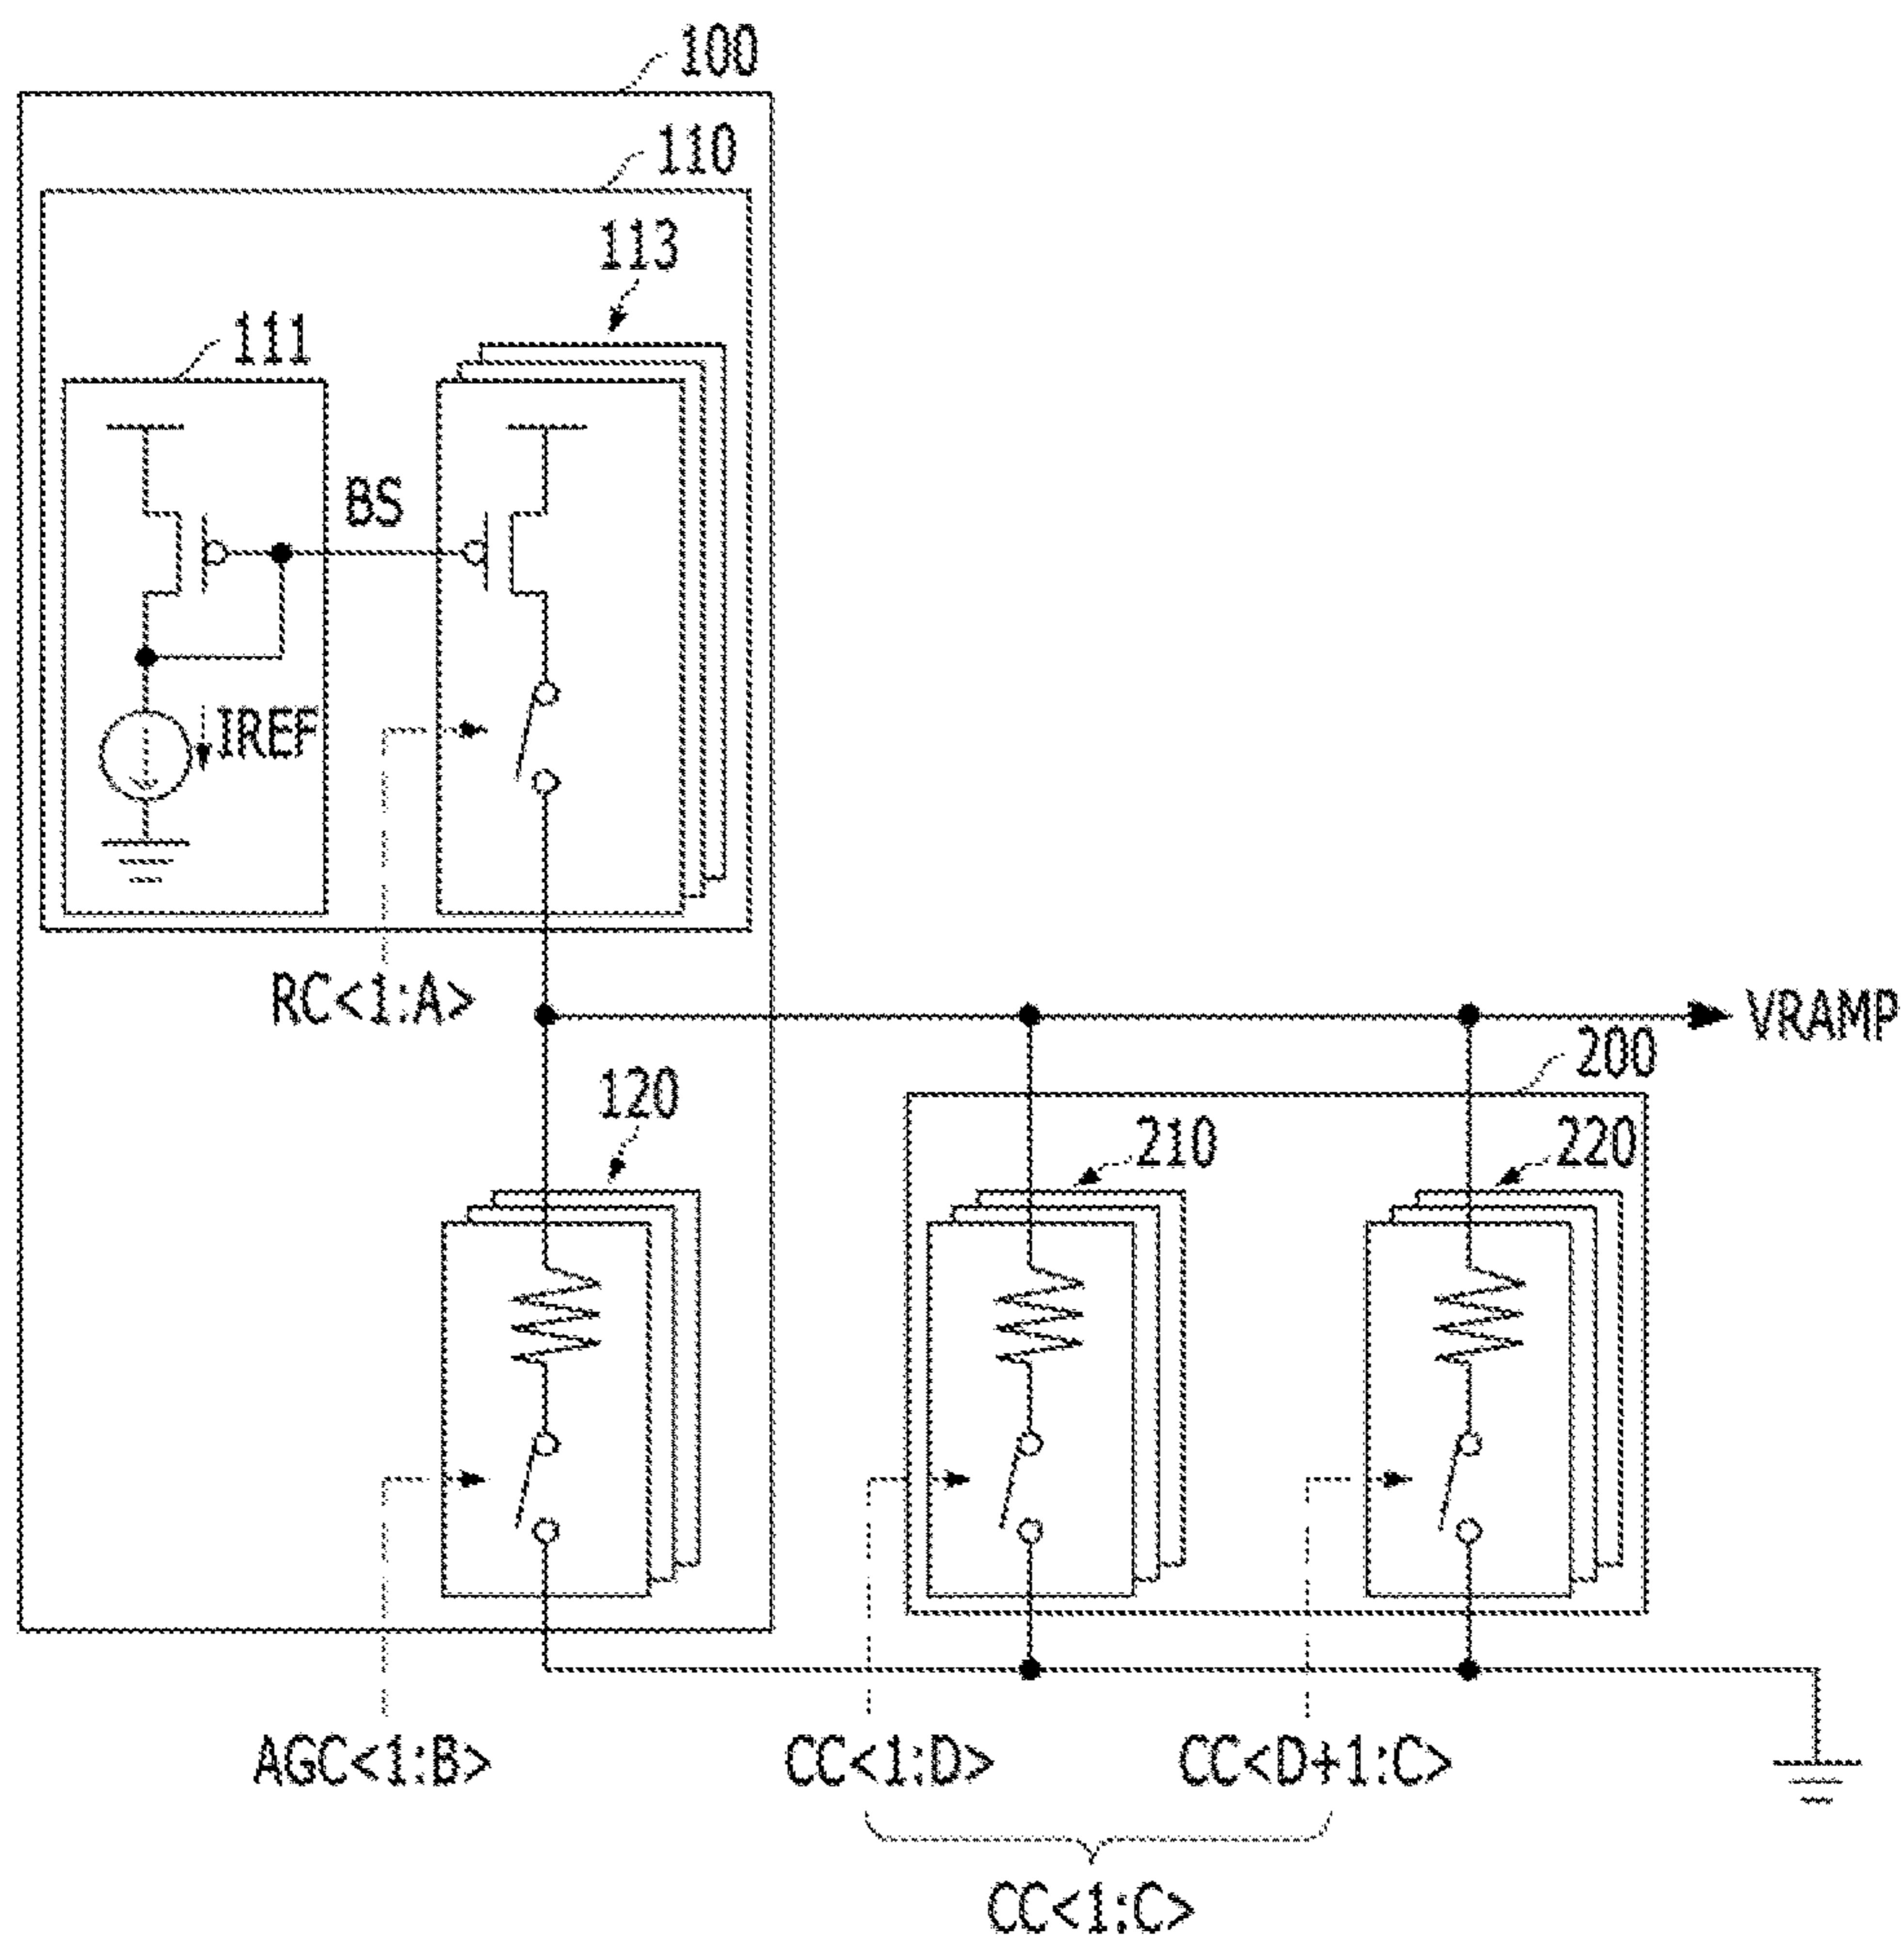 100
110
113
111
BS
IREF
RC<1:A>
VRAMP
200
120
210
220
AGC<1:B>
CC<1:D>
CC<D+1:C>
CC<1:C>